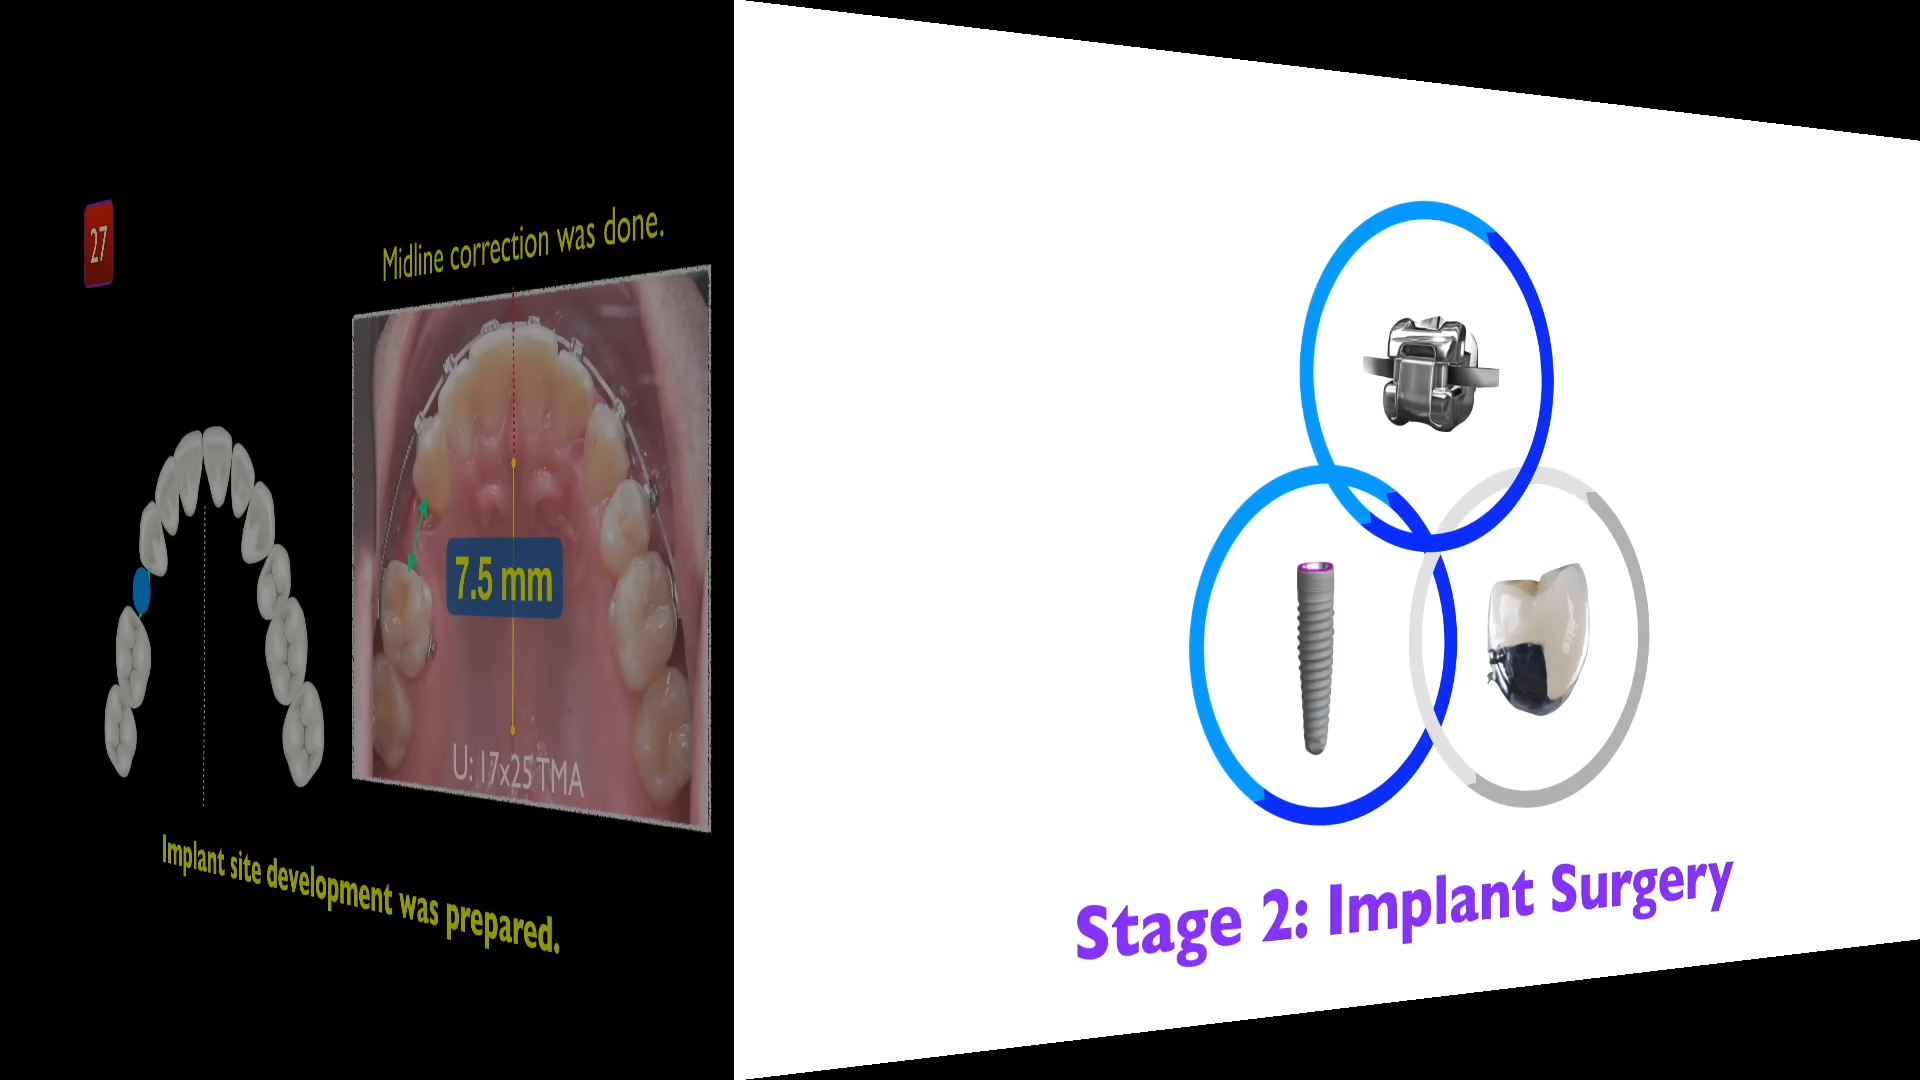 27
Midline correction was done.
7.5 mm
U: 17x25 TMA
Implant site development was prepared.
Stage 2: Implant Surgery